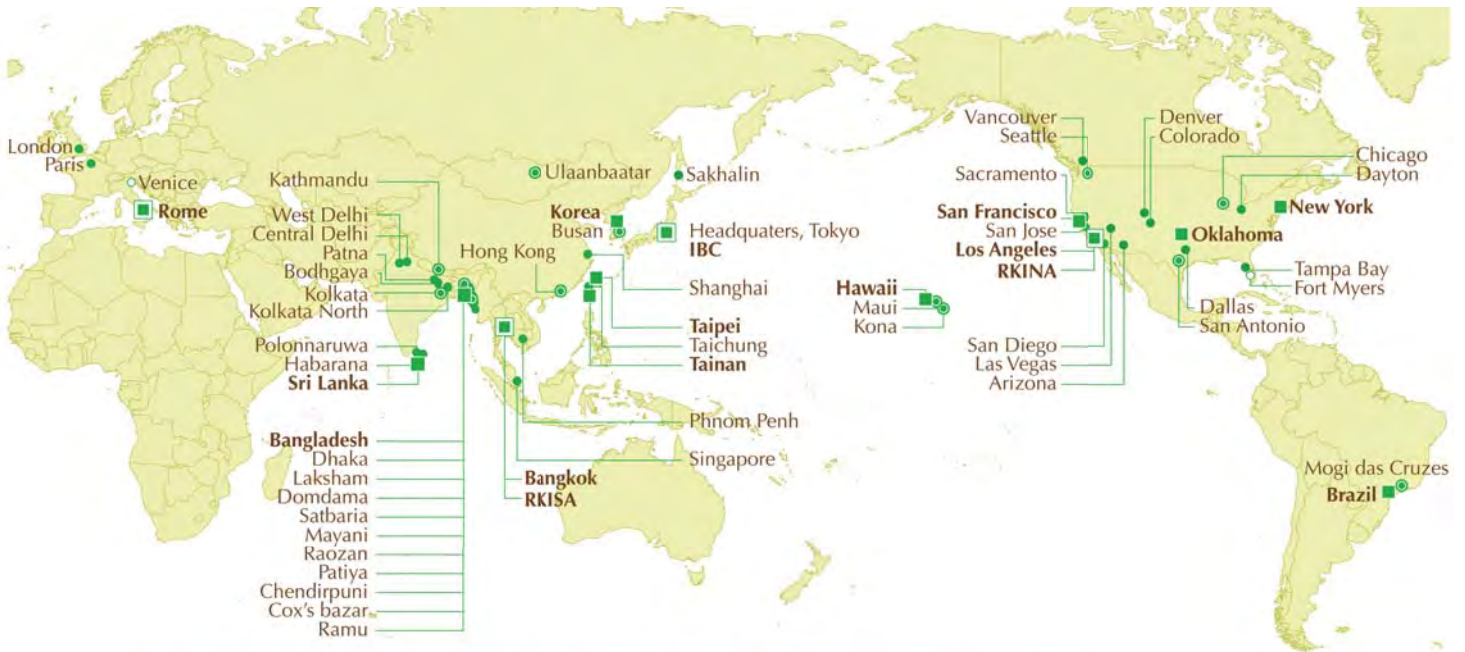 London
Paris
Venice
Rome
Kathmandu
West Delhi
Central Delhi
Patna
Bodhgaya
Kolkata
Kolkata North
Polonnaruwa
Habarana
Sri Lanka
Bangladesh
Dhaka
Laksham
Domdama
Satbaria
Mayani
Raozan
Patiya
Chendirpuni
Cox's bazar
Ramu
Ulaanbaatar
Sakhalin
Korea
Busan
Headquaters, Tokyo
IBC
Hong Kong
Shanghai
Taipei
Taichung
Tainan
Phnom Penh
Singapore
Bangkok
RKISA
Hawaii
Maui
Kona
Vancouver
Seattle
Sacramento
San Francisco
San Jose
Los Angeles
RKINA
San Diego
Las Vegas
Arizona
Denver
Colorado
Chicago
Dayton
New York
Oklahoma
Tampa Bay
Fort Myers
Dallas
San Antonio
Mogi das Cruzes
Brazil